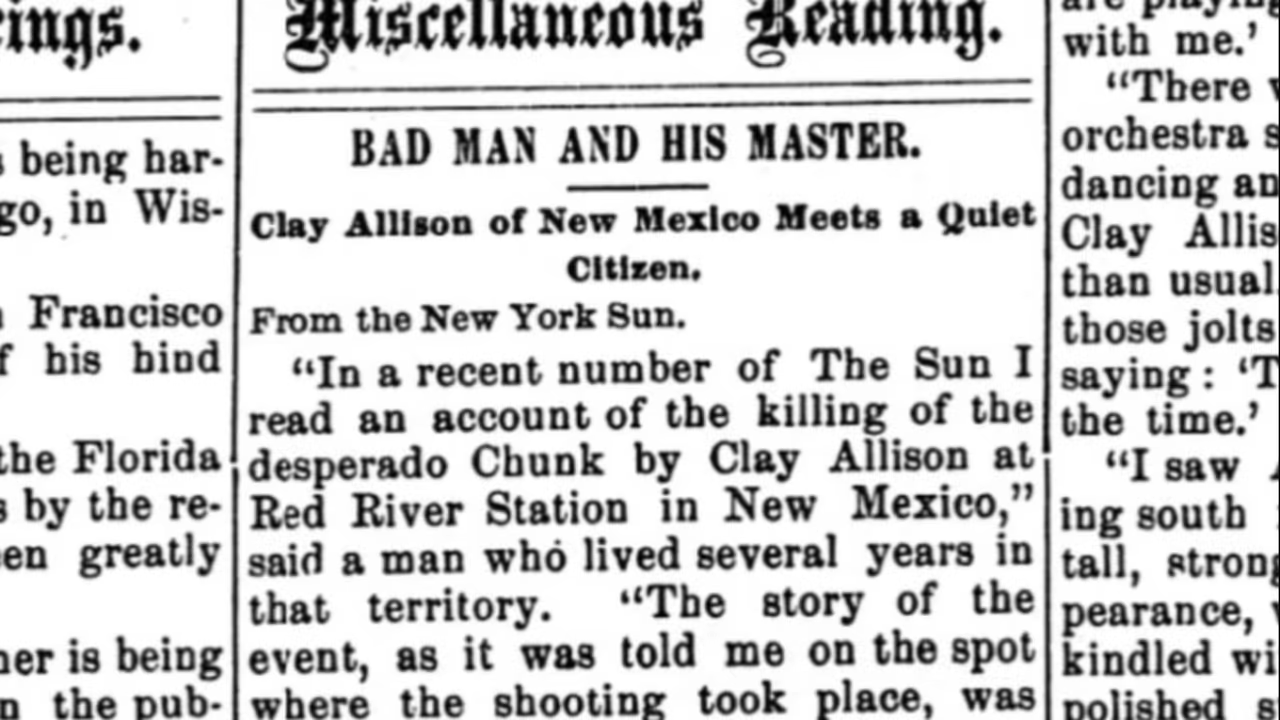 ings.
being har-
go, in Wis-
Francisco
his hind
the Florida
by the re-
greatly
is being
the pub-
Miscellaneous Reading.
BAD MAN AND HIS MASTER.
Clay Allison of New Mexico Meets a Quiet
Citizen.
From the New York Sun.
“In a recent number of The Sun I
read an account of the killing of the
desperado Chunk by Clay Allison at
Red River Station in New Mexico,”
said a man who lived several years in
that territory. “The story of the
event, as it was told me on the spot
where the shooting took place, was
are playing
with me.’
“There
orchestra s
dancing an
Clay Allis
than usual
those jolts
saying: ‘T
the time.’
“I saw
ing south
tall, strong
pearance,
kindled wi
polished s